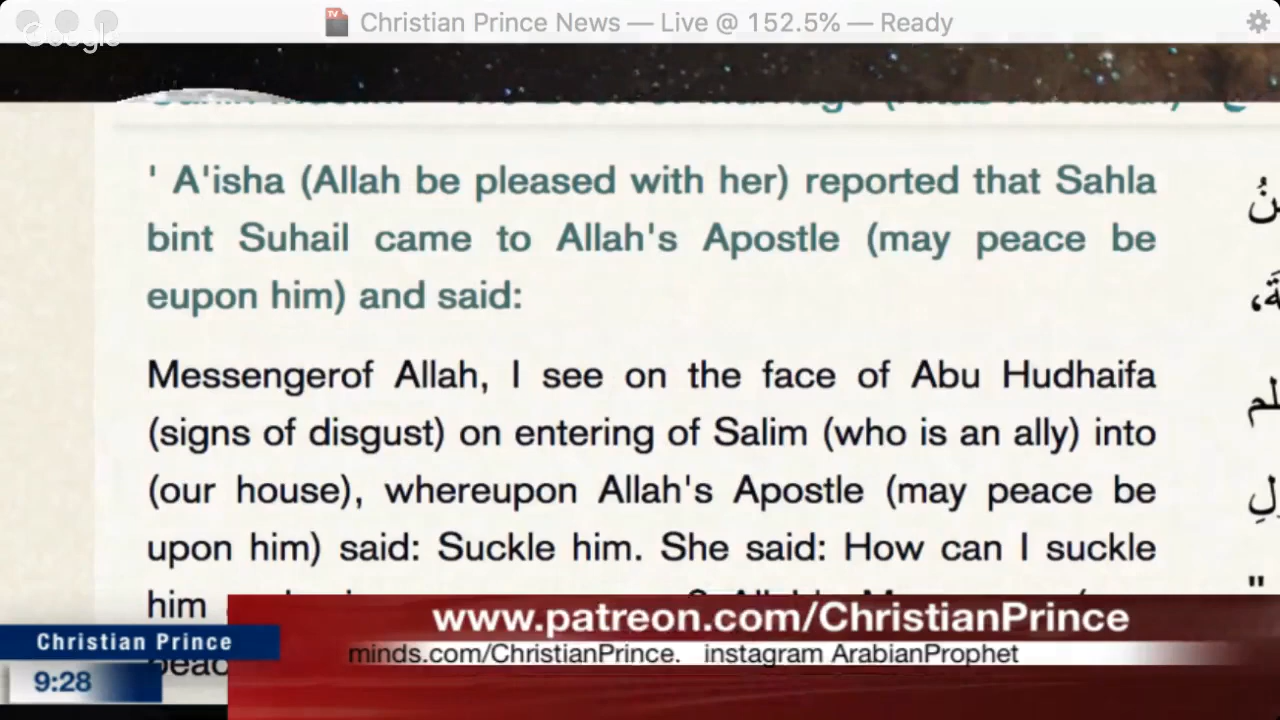 Christian Prince News — Live @ 152.5% — Ready
Google
' A'isha (Allah be pleased with her) reported that Sahla
bint Suhail came to Allah's Apostle (may peace be
eupon him) and said:
Messengerof Allah, I see on the face of Abu Hudhaifa
(signs of disgust) on entering of Salim (who is an ally) into
(our house), whereupon Allah's Apostle (may peace be
upon him) said: Suckle him. She said: How can I suckle
him
www.patreon.com/ChristianPrince
Christian Prince
minds.com/ChristianPrince. instagram ArabianProphet
9:28